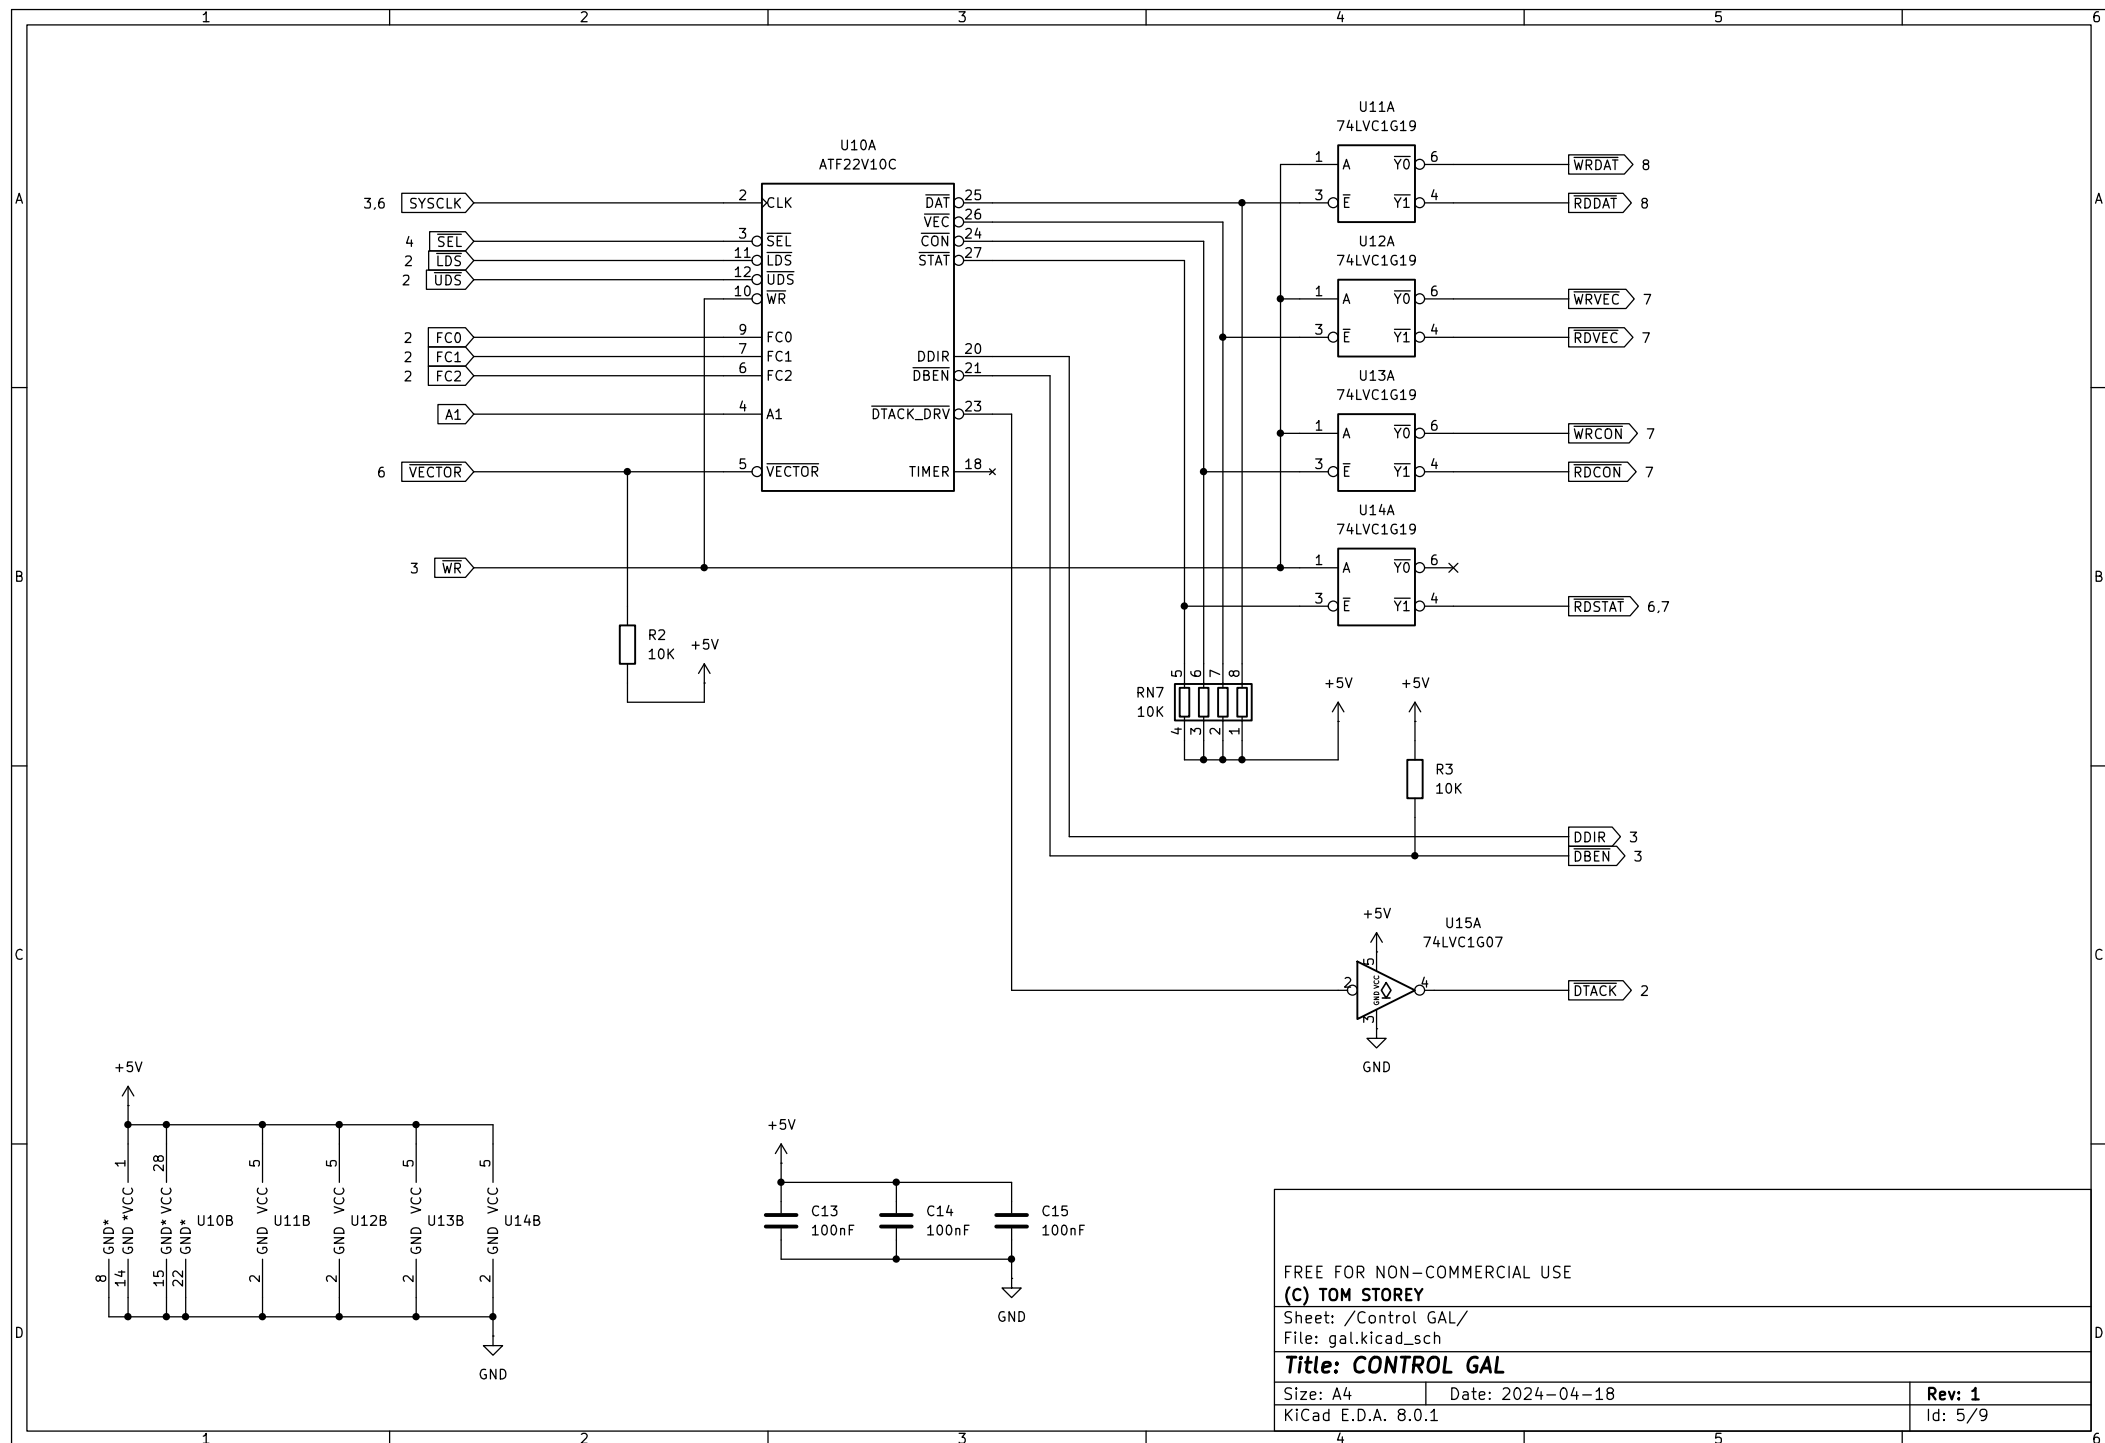 1 2 3 4 5 6
A A
B B
C C
D D
U10A
ATF22V10C
3,6 SYSCLK 2 CLK
4 SEL 3 SEL
2 LDS 11 LDS
2 UDS 12 UDS
10 WR
2 FC0 9 FC0
2 FC1 7 FC1
2 FC2 6 FC2
A1 4 A1
6 VECTOR 5 VECTOR
3 WR
DAT 25
VEC 26
CON 24
STAT 27
DDIR 20
DBEN 21
DTACK_DRV 23
TIMER 18
U11A
74LVC1G19
1 A Y0 6 WRDAT 8
3 E Y1 4 RDDAT 8
U12A
74LVC1G19
1 A Y0 6 WRVEC 7
3 E Y1 4 RDVEC 7
U13A
74LVC1G19
1 A Y0 6 WRCON 7
3 E Y1 4 RDCON 7
U14A
74LVC1G19
1 A Y0 6
3 E Y1 4 RDSTAT 6,7
R2
10K
+5V
RN7
10K
5 6 7 8
4 3 2 1
+5V
+5V
R3
10K
DDIR 3
DBEN 3
+5V
U15A
74LVC1G07
2 5 VCC GND 3 4
DTACK 2
GND
+5V
1 28 5 5 5 5
GND* GND *VCC GND* VCC GND* U10B
GND VCC U11B
GND VCC U12B
GND VCC U13B
GND VCC U14B
8 14 15 22 2 2 2 2
GND
+5V
C13
100nF
C14
100nF
C15
100nF
GND
FREE FOR NON-COMMERCIAL USE
(C) TOM STOREY
Sheet: /Control GAL/
File: gal.kicad_sch
Title: CONTROL GAL
Size: A4 Date: 2024-04-18 Rev: 1
KiCad E.D.A. 8.0.1 Id: 5/9
1 2 3 4 5 6